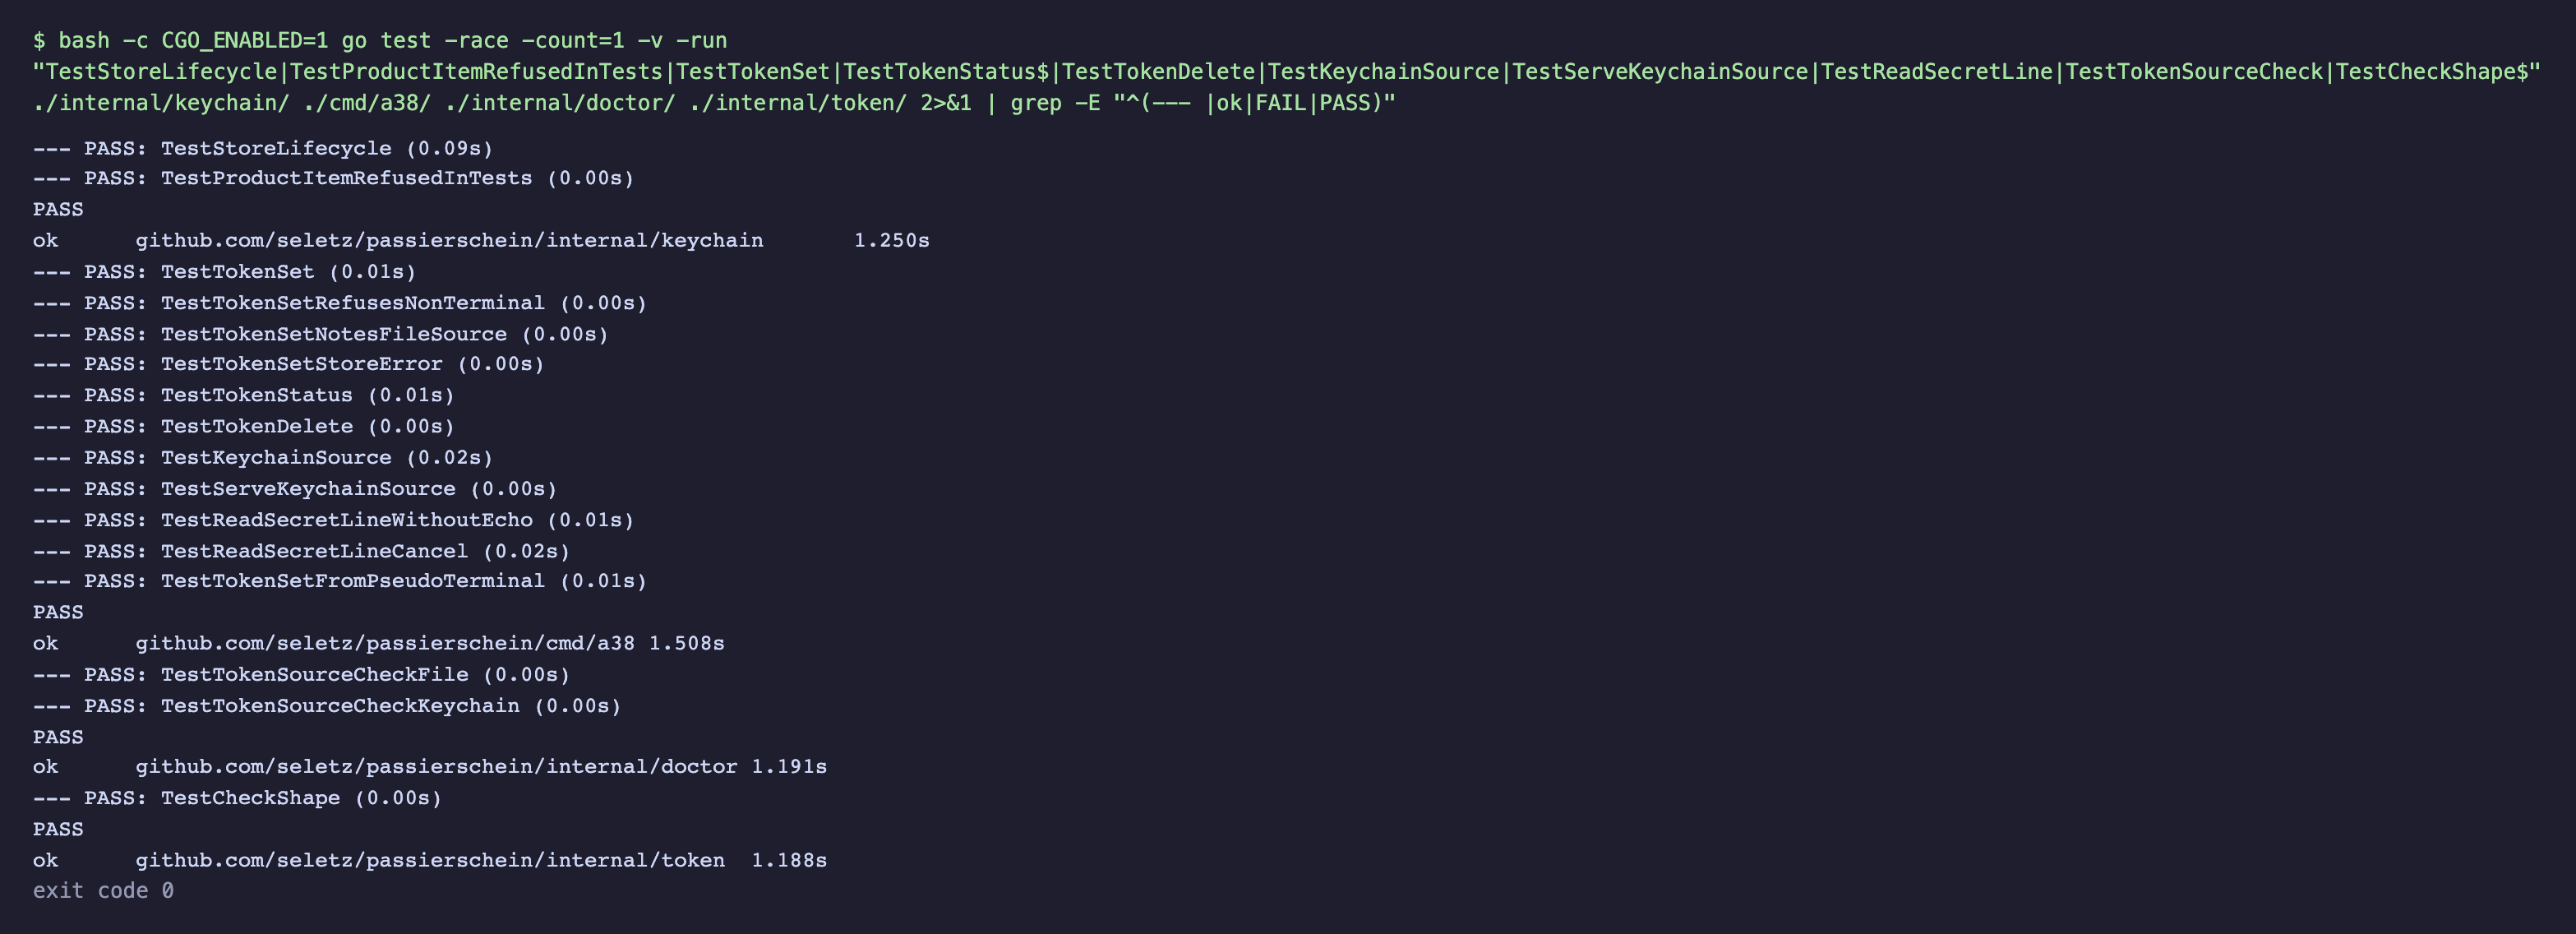 $ bash -c CGO_ENABLED=1 go test -race -count=1 -v -run
"TestStoreLifecycle|TestProductItemRefusedInTests|TestTokenSet|TestTokenStatus$|TestTokenDelete|TestKeychainSource|TestServeKeychainSource|TestReadSecretLine|TestTokenSourceCheck|TestCheckShape$"
./internal/keychain/ ./cmd/a38/ ./internal/doctor/ ./internal/token/ 2>&1 | grep -E "^(--- |ok|FAIL|PASS)"
--- PASS: TestStoreLifecycle (0.09s)
--- PASS: TestProductItemRefusedInTests (0.00s)
PASS
ok      github.com/seletz/passierschein/internal/keychain       1.250s
--- PASS: TestTokenSet (0.01s)
--- PASS: TestTokenSetRefusesNonTerminal (0.00s)
--- PASS: TestTokenSetNotesFileSource (0.00s)
--- PASS: TestTokenSetStoreError (0.00s)
--- PASS: TestTokenStatus (0.01s)
--- PASS: TestTokenDelete (0.00s)
--- PASS: TestKeychainSource (0.02s)
--- PASS: TestServeKeychainSource (0.00s)
--- PASS: TestReadSecretLineWithoutEcho (0.01s)
--- PASS: TestReadSecretLineCancel (0.02s)
--- PASS: TestTokenSetFromPseudoTerminal (0.01s)
PASS
ok      github.com/seletz/passierschein/cmd/a38 1.508s
--- PASS: TestTokenSourceCheckFile (0.00s)
--- PASS: TestTokenSourceCheckKeychain (0.00s)
PASS
ok      github.com/seletz/passierschein/internal/doctor 1.191s
--- PASS: TestCheckShape (0.00s)
PASS
ok      github.com/seletz/passierschein/internal/token  1.188s
exit code 0